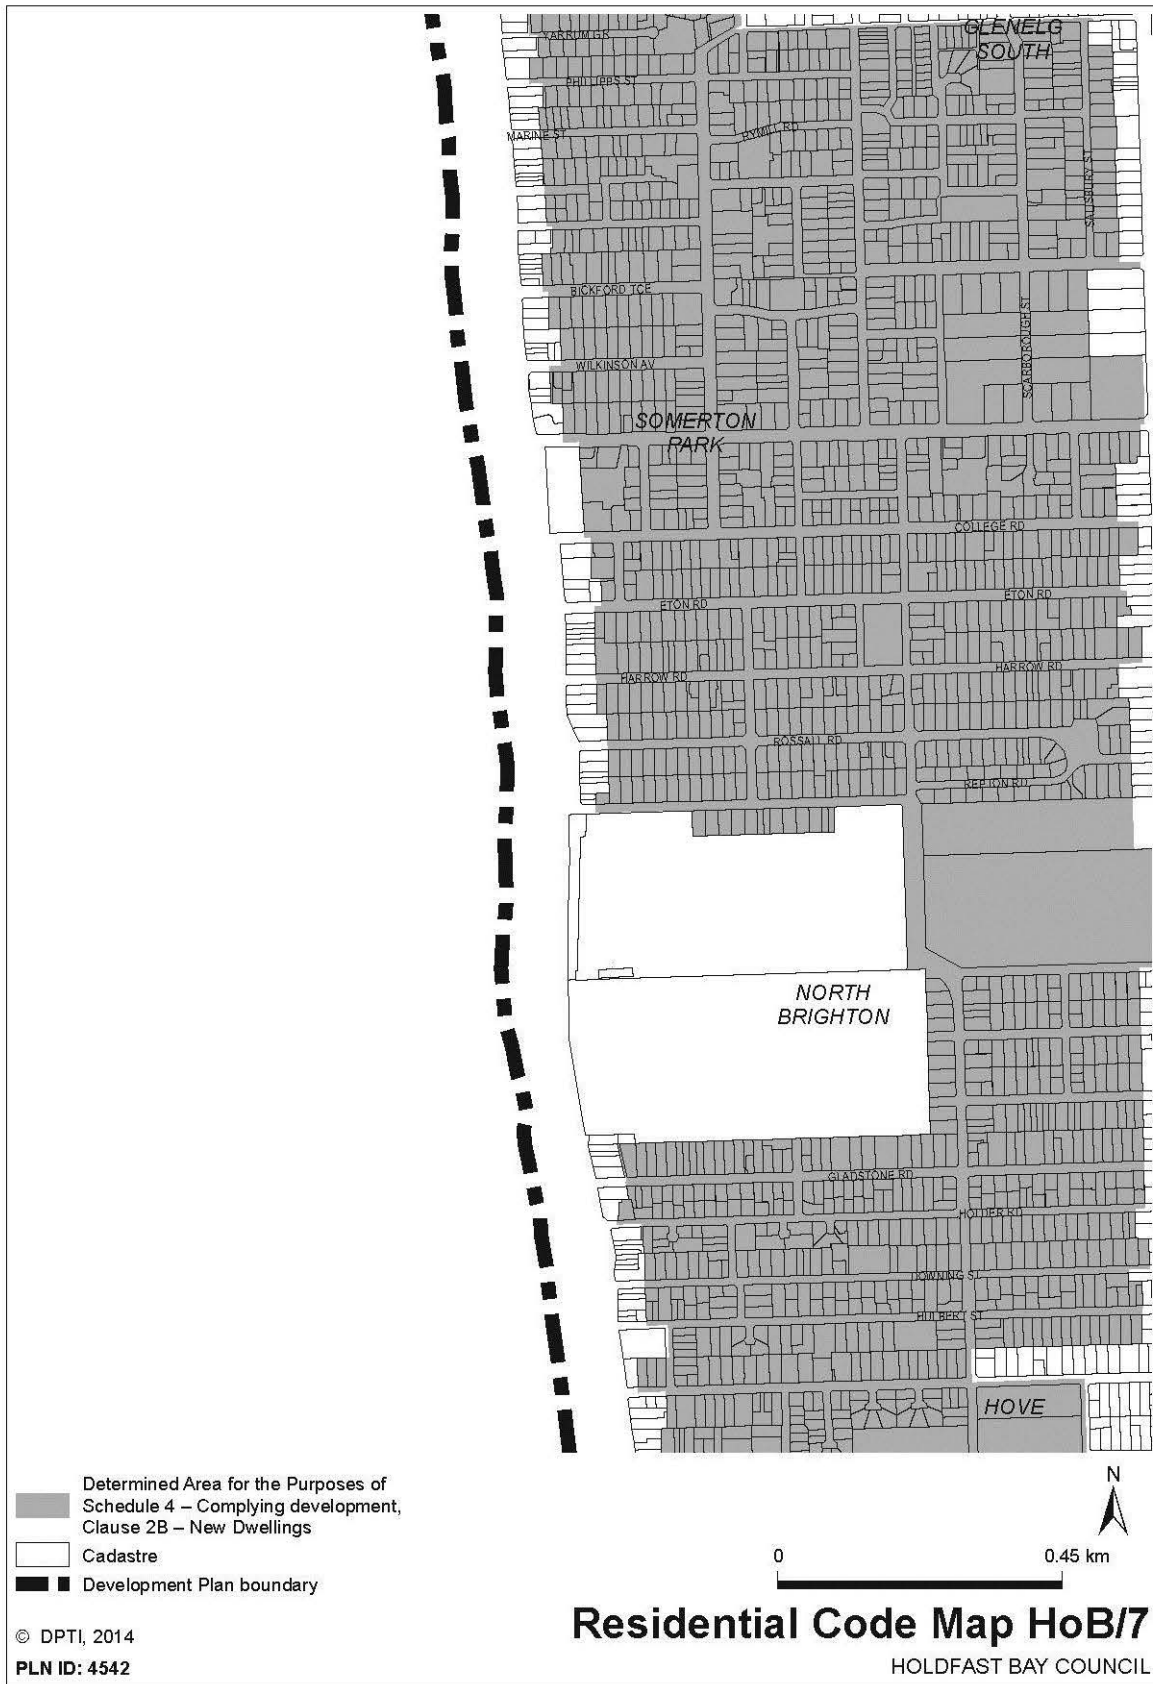 GLENELG
SOUTH
YARRUM GR
PHILLIPPS ST
MARINE ST
RYMILL RD
SALISBURY ST
BICKFORD TCE
SCARBOROUGH ST
WILKINSON AV
SOMERTON
PARK
COLLEGE RD
ETON RD
ETON RD
HARROW RD
HARROW RD
ROSSALL RD
REPTON RD
NORTH
BRIGHTON
GLADSTONE RD
HOLDER RD
DOWNING ST
HULBERT ST
HOVE
Determined Area for the Purposes of
Schedule 4 – Complying development,
Clause 2B – New Dwellings
Cadastre
Development Plan boundary
N
0 0.45 km
© DPTI, 2014
PLN ID: 4542
Residential Code Map HoB/7
HOLDFAST BAY COUNCIL